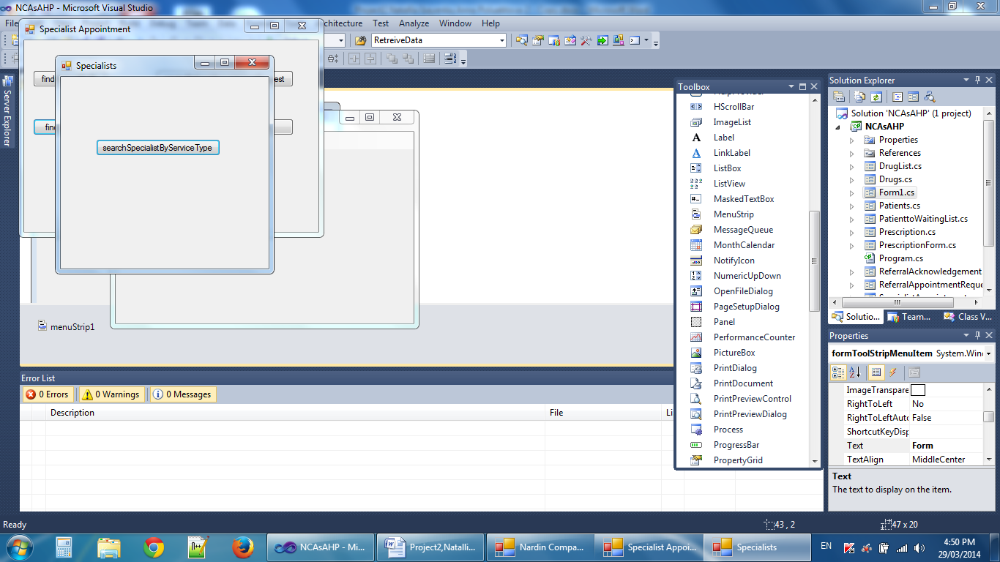 NCAsAHP - Microsoft Visual Studio
File
Architecture Test Analyze Window Help
Specialist Appointment
RetreiveData
Specialists
find
est
find
searchSpecialistByServiceType
menuStrip1
Server Explorer
Toolbox
HelpProvider
HScrollBar
ImageList
Label
LinkLabel
ListBox
ListView
MaskedTextBox
MenuStrip
MessageQueue
MonthCalendar
NotifyIcon
NumericUpDown
OpenFileDialog
PageSetupDialog
Panel
PerformanceCounter
PictureBox
PrintDialog
PrintDocument
PrintPreviewControl
PrintPreviewDialog
Process
ProgressBar
PropertyGrid
Solution Explorer
Solution 'NCAsAHP' (1 project)
NCAsAHP
Properties
References
DrugList.cs
Drugs.cs
Form1.cs
Patients.cs
PatienttoWaitingList.cs
Prescription.cs
PrescriptionForm.cs
Program.cs
ReferralAcknowledgement
ReferralAppointmentReque
Solutio... Team... Class V...
Properties
formToolStripMenuItem System.Win
ImageTranspare
RightToLeft No
RightToLeftAuto False
ShortcutKeyDisp
Text Form
TextAlign MiddleCenter
Text
The text to display on the item.
Error List
0 Errors 0 Warnings 0 Messages
Description File Li
Ready 43 , 2 47 x 20
NCAsAHP - Mi... Project2,Natalli... Nardin Compa... Specialist Appoi... Specialists EN 4:50 PM
29/03/2014